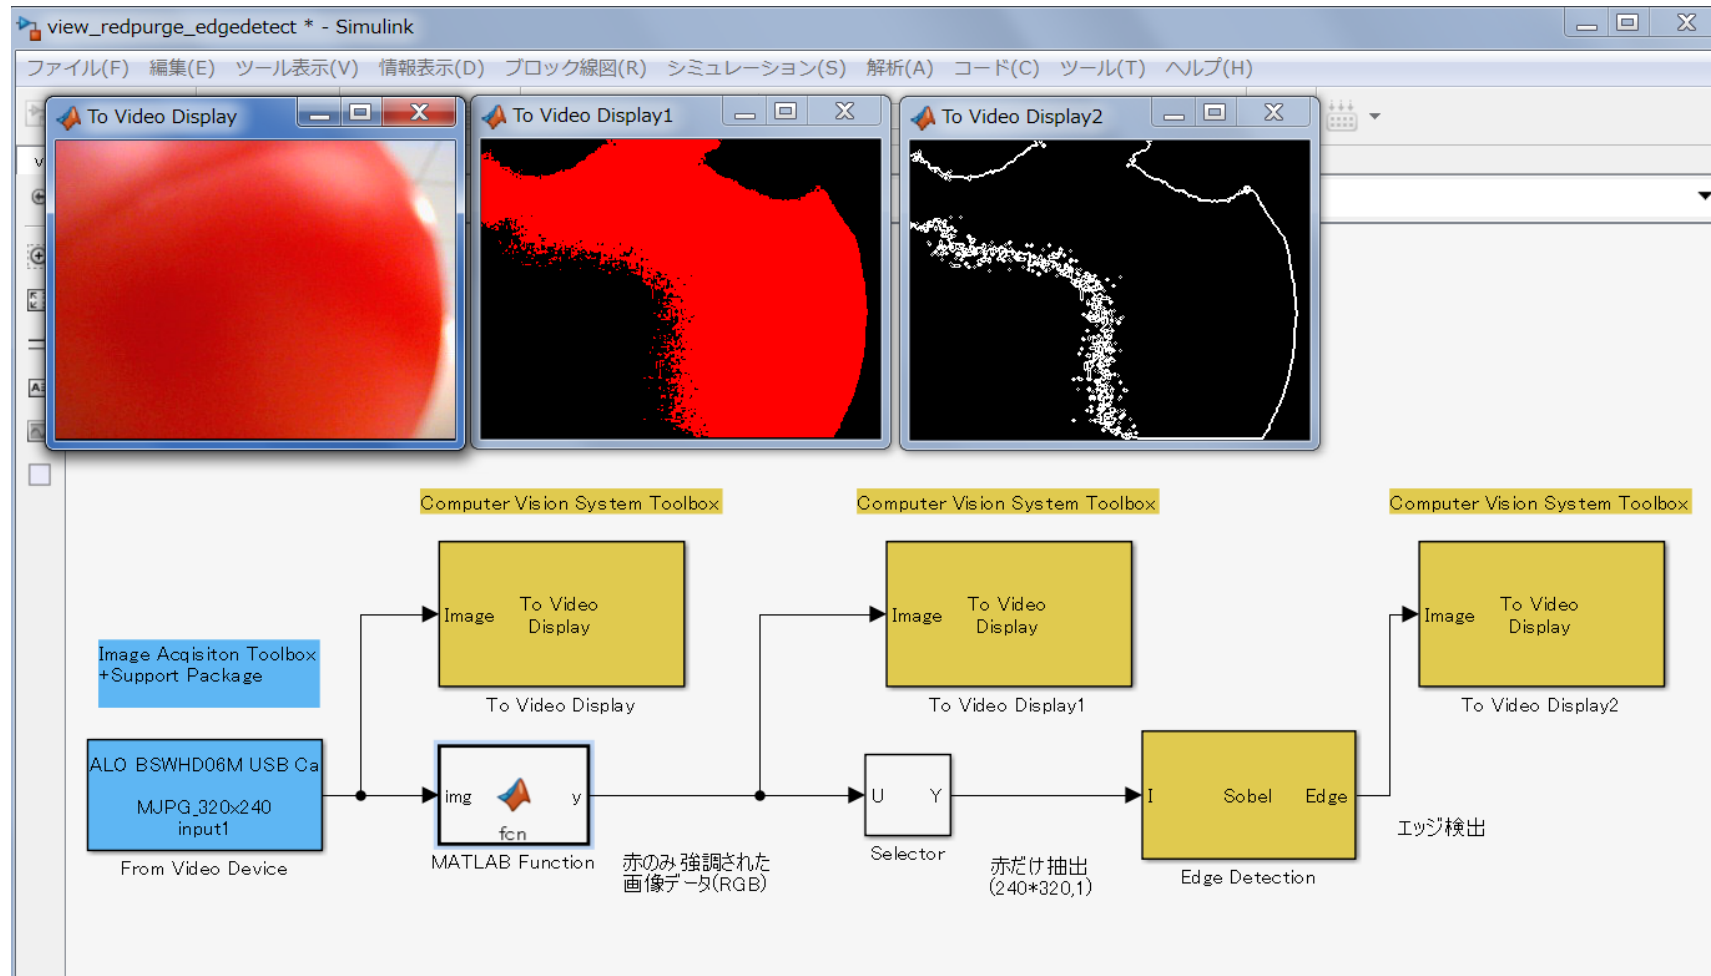 view_redpurge_edgedetect * - Simulink
ファイル(F) 編集(E) ツール表示(V) 情報表示(D) ブロック線図(R) シミュレーション(S) 解析(A) コード(C) ツール(T) ヘルプ(H)
To Video Display
To Video Display1
To Video Display2
Computer Vision System Toolbox
Computer Vision System Toolbox
Computer Vision System Toolbox
Image
To Video
Display
To Video Display
Image
To Video
Display
To Video Display1
Image
To Video
Display
To Video Display2
Image Acqisiton Toolbox
+Support Package
ALO BSWHD06M USB Ca
MJPG_320x240
input1
From Video Device
img
y
fcn
MATLAB Function
赤のみ強調された
画像データ(RGB)
U
Y
Selector
赤だけ抽出
(240*320,1)
I
Sobel
Edge
Edge Detection
エッジ検出